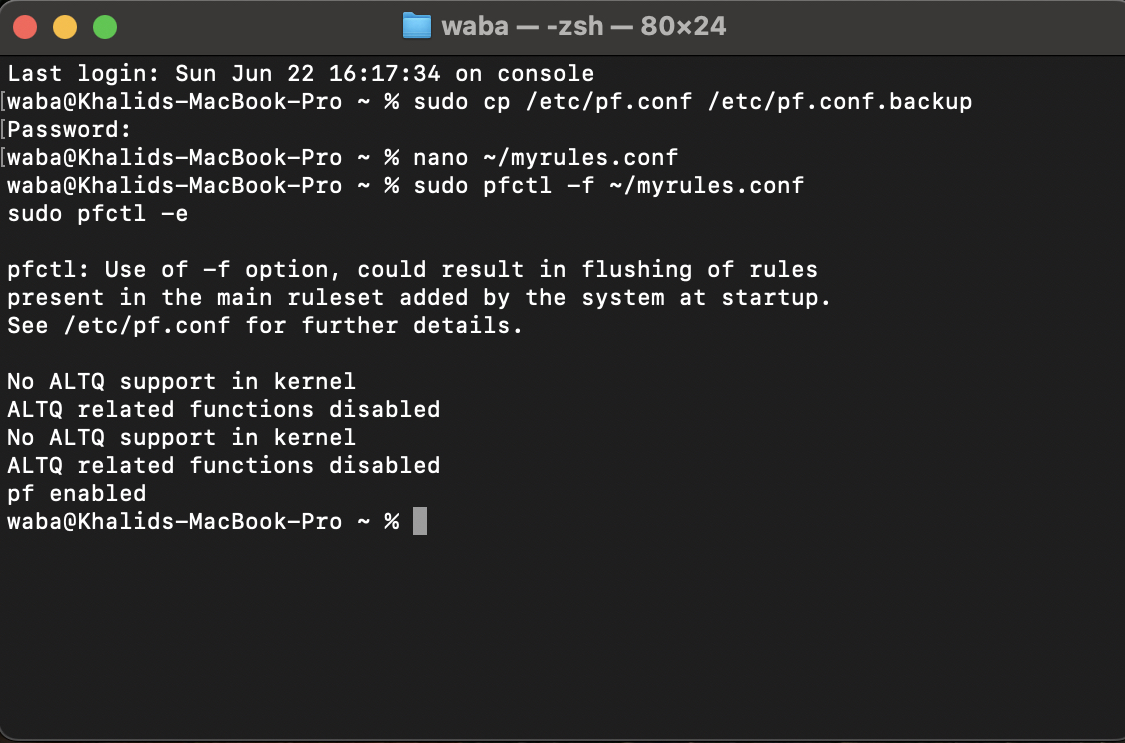 waba — -zsh — 80×24
Last login: Sun Jun 22 16:17:34 on console
[waba@Khalids-MacBook-Pro ~ % sudo cp /etc/pf.conf /etc/pf.conf.backup
[Password:
[waba@Khalids-MacBook-Pro ~ % nano ~/myrules.conf
waba@Khalids-MacBook-Pro ~ % sudo pfctl -f ~/myrules.conf
sudo pfctl -e
pfctl: Use of -f option, could result in flushing of rules
present in the main ruleset added by the system at startup.
See /etc/pf.conf for further details.
No ALTQ support in kernel
ALTQ related functions disabled
No ALTQ support in kernel
ALTQ related functions disabled
pf enabled
waba@Khalids-MacBook-Pro ~ %